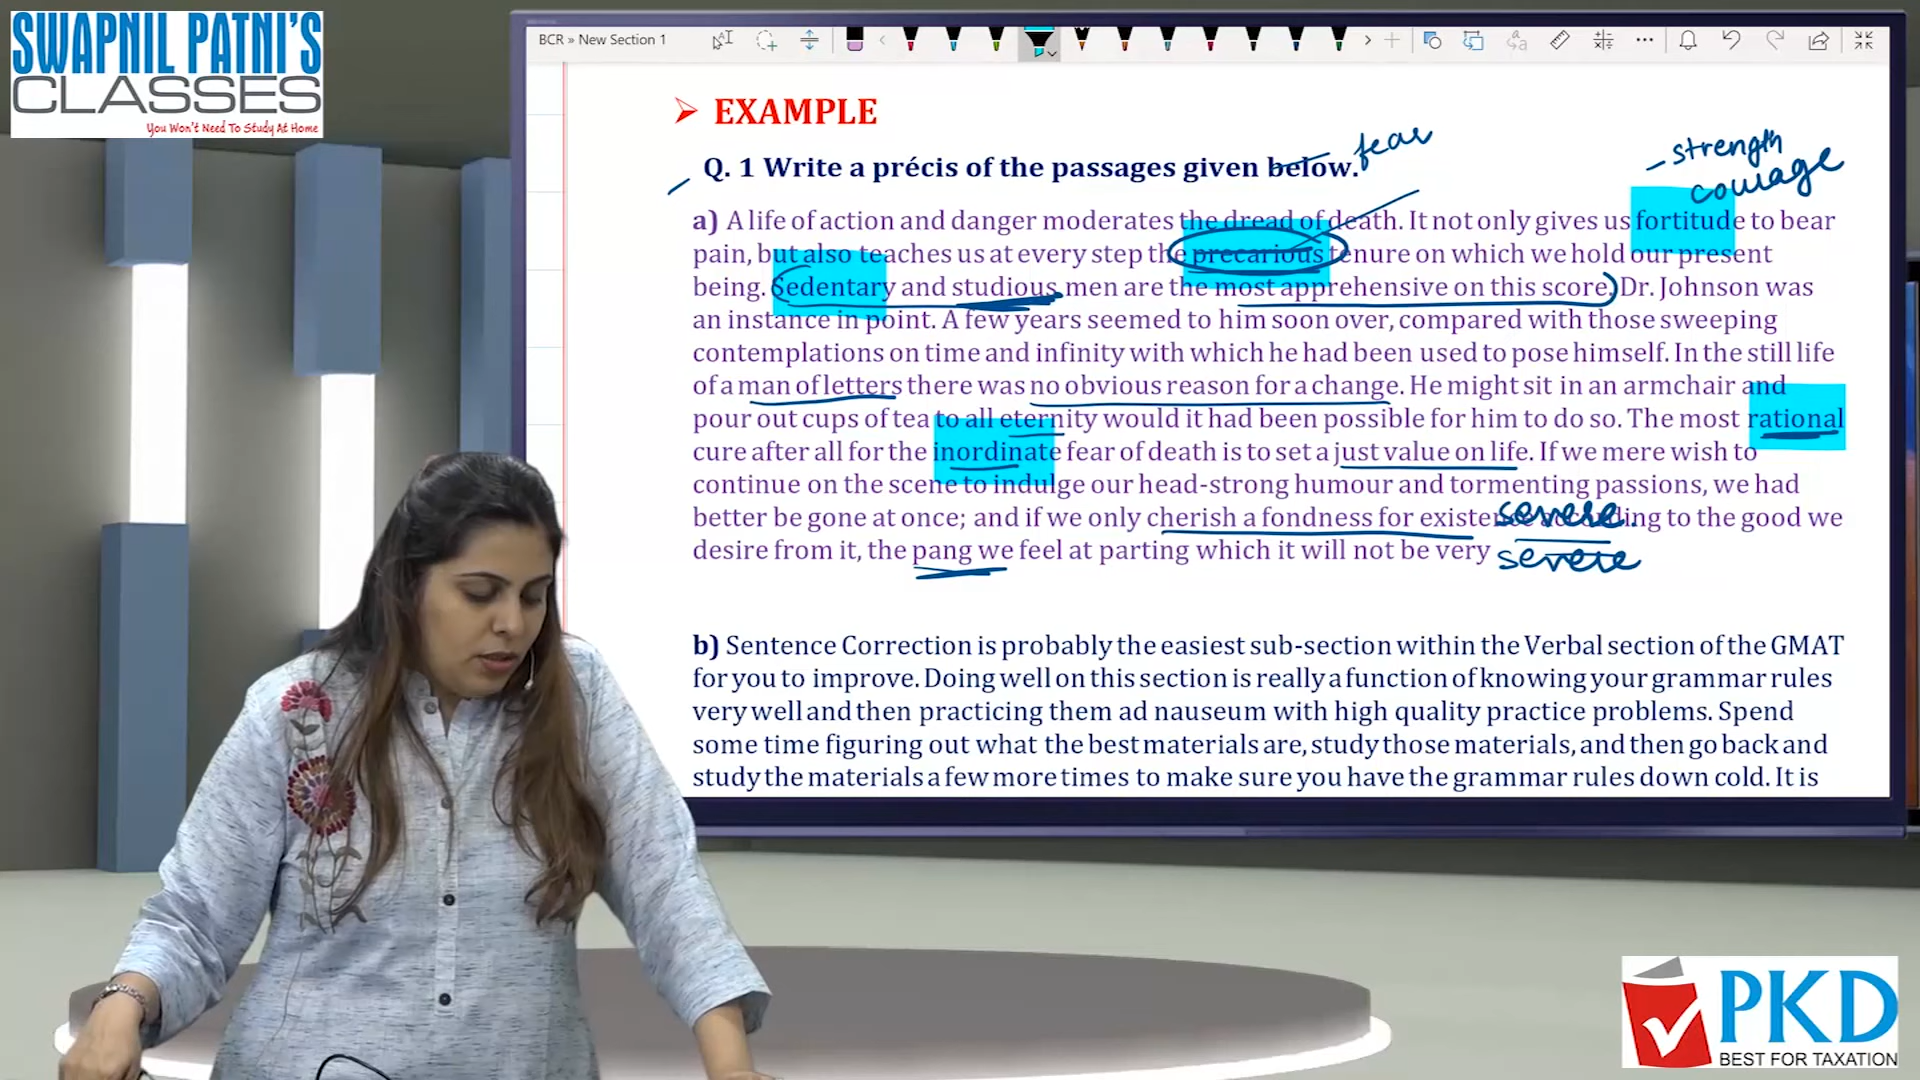 SWAPNIL PATNI'S
CLASSES
You Won't Need To Study At Home
BCR » New Section 1
➢ EXAMPLE
fear
strength
courage
Q. 1 Write a précis of the passages given below.
a) A life of action and danger moderates the dread of death. It not only gives us fortitude to bear
pain, but also teaches us at every step the precarious tenure on which we hold our present
being. Sedentary and studious men are the most apprehensive on this score. Dr. Johnson was
an instance in point. A few years seemed to him soon over, compared with those sweeping
contemplations on time and infinity with which he had been used to pose himself. In the still life
of a man of letters there was no obvious reason for a change. He might sit in an armchair and
pour out cups of tea to all eternity would it had been possible for him to do so. The most rational
cure after all for the inordinate fear of death is to set a just value on life. If we mere wish to
continue on the scene to indulge our head-strong humour and tormenting passions, we had
better be gone at once; and if we only cherish a fondness for existence according to the good we
severe.
desire from it, the pang we feel at parting which it will not be very severe
b) Sentence Correction is probably the easiest sub-section within the Verbal section of the GMAT
for you to improve. Doing well on this section is really a function of knowing your grammar rules
very well and then practicing them ad nauseum with high quality practice problems. Spend
some time figuring out what the best materials are, study those materials, and then go back and
study the materials a few more times to make sure you have the grammar rules down cold. It is
PKD
BEST FOR TAXATION